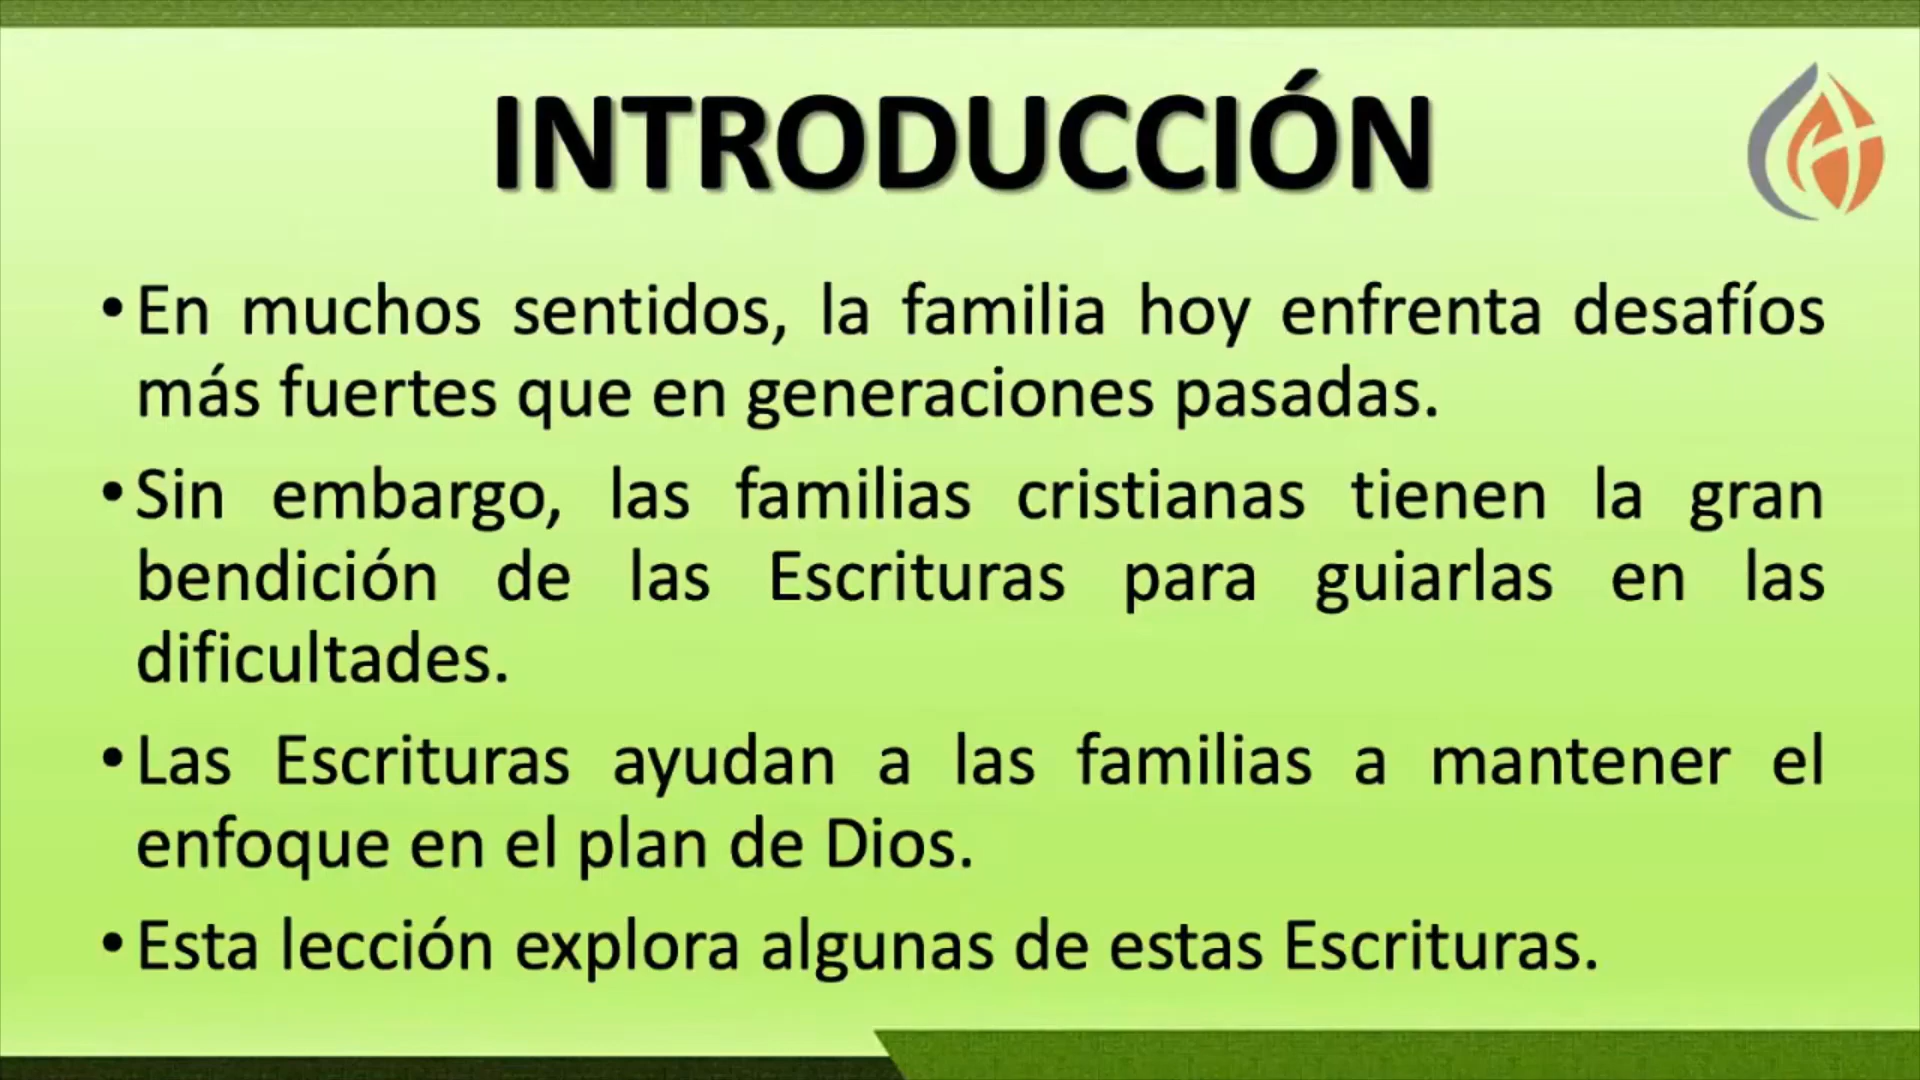 INTRODUCCIÓN
•En muchos sentidos, la familia hoy enfrenta desafíos
más fuertes que en generaciones pasadas.
•Sin embargo, las familias cristianas tienen la gran
bendición de las Escrituras para guiarlas en las
dificultades.
•Las Escrituras ayudan a las familias a mantener el
enfoque en el plan de Dios.
•Esta lección explora algunas de estas Escrituras.